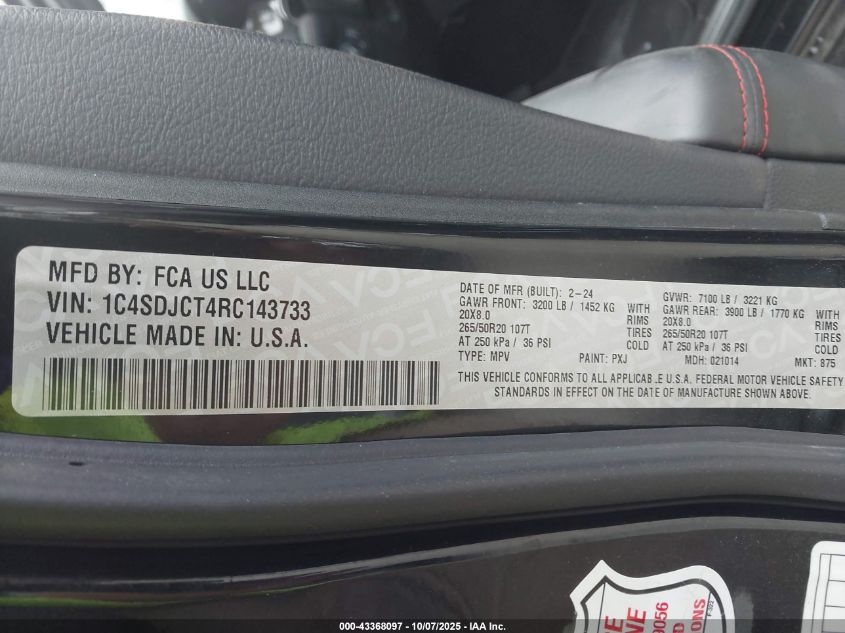 MFD BY: FCA US LLC
VIN: 1C4SDJCT4RC143733
VEHICLE MADE IN: U.S.A.
DATE OF MFR (BUILT): 2-24 GVWR: 7100 LB / 3221 KG
GAWR FRONT: 3200 LB / 1452 KG WITH GAWR REAR: 3900 LB / 1770 KG WITH
20X8.0 RIMS 20X8.0 RIMS
265/50R20 107T TIRES 265/50R20 107T TIRES
AT 250 kPa / 36 PSI COLD AT 250 kPa / 36 PSI COLD
TYPE: MPV PAINT: PXJ MDH: 021014 MKT: 875
THIS VEHICLE CONFORMS TO ALL APPLICABLE U.S.A. FEDERAL MOTOR VEHICLE SAFETY
STANDARDS IN EFFECT ON THE DATE OF MANUFACTURE SHOWN ABOVE.
000-43368097 - 10/07/2025 - IAA Inc.